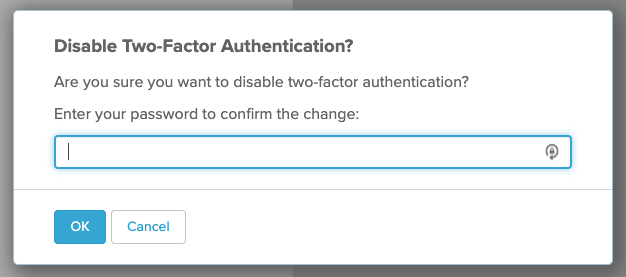 Disable Two-Factor Authentication?
Are you sure you want to disable two-factor authentication?
Enter your password to confirm the change:
OK
Cancel